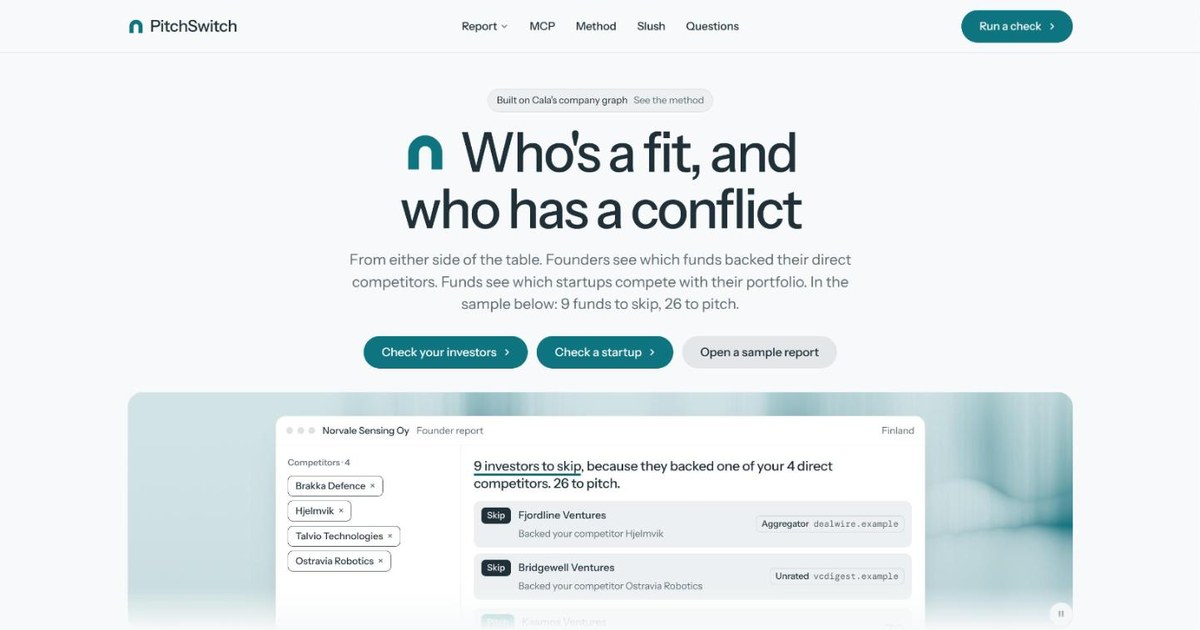 PitchSwitch
Report
MCP
Method
Slush
Questions
Run a check
Built on Cala's company graph See the method
Who's a fit, and
who has a conflict
From either side of the table. Founders see which funds backed their direct
competitors. Funds see which startups compete with their portfolio. In the
sample below: 9 funds to skip, 26 to pitch.
Check your investors
Check a startup
Open a sample report
Norvale Sensing Oy Founder report
Finland
Competitors · 4
Brakka Defence ×
Hjelmvik ×
Talvio Technologies ×
Ostravia Robotics ×
9 investors to skip, because they backed one of your 4 direct
competitors. 26 to pitch.
Skip Fjordline Ventures
Backed your competitor Hjelmvik
Aggregator dealwire.example
Skip Bridgewell Ventures
Backed your competitor Ostravia Robotics
Unrated vcdigest.example